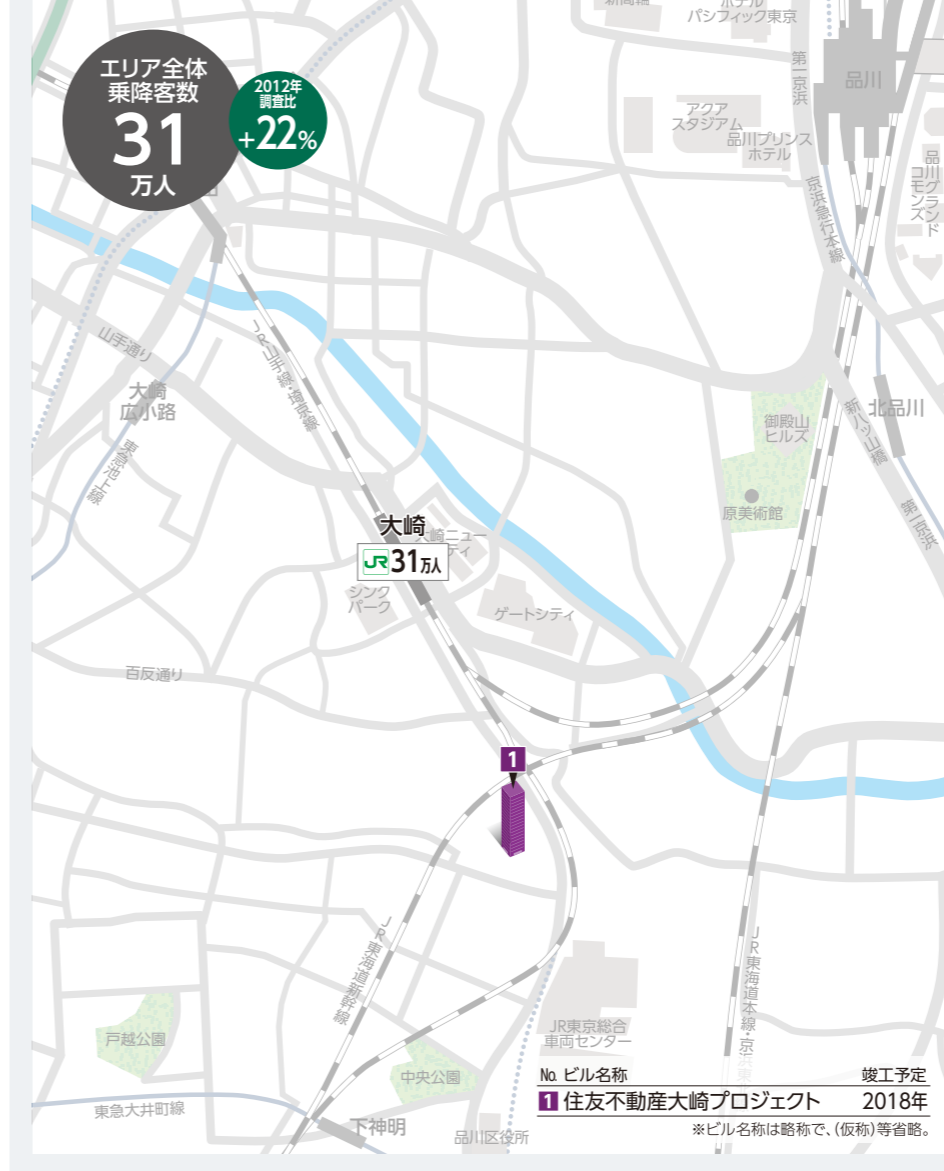 ホテル
パシフィック東京
エリア全体
乗降客数
31
万人
2012年
調査比
+22%
第一京浜
品川
アクア
スタジアム
品川プリンス
ホテル
品川グランド
コモンズ
京浜急行本線
山手通り
JR山手線・埼京線
大崎
広小路
東急池上線
御殿山
ヒルズ
北品川
新八ツ山橋
原美術館
第一京浜
大崎
JR31万人
大崎ニュー
ティ
シンク
パーク
ゲートシティ
百反通り
1
JR東海道新幹線
JR東海道本線・京浜東
戸越公園
JR東京総合
車両センター
中央公園
東急大井町線
下神明
品川区役所
No. ビル名称 竣工予定
1 住友不動産大崎プロジェクト 2018年
※ビル名称は略称で、(仮称)等省略。